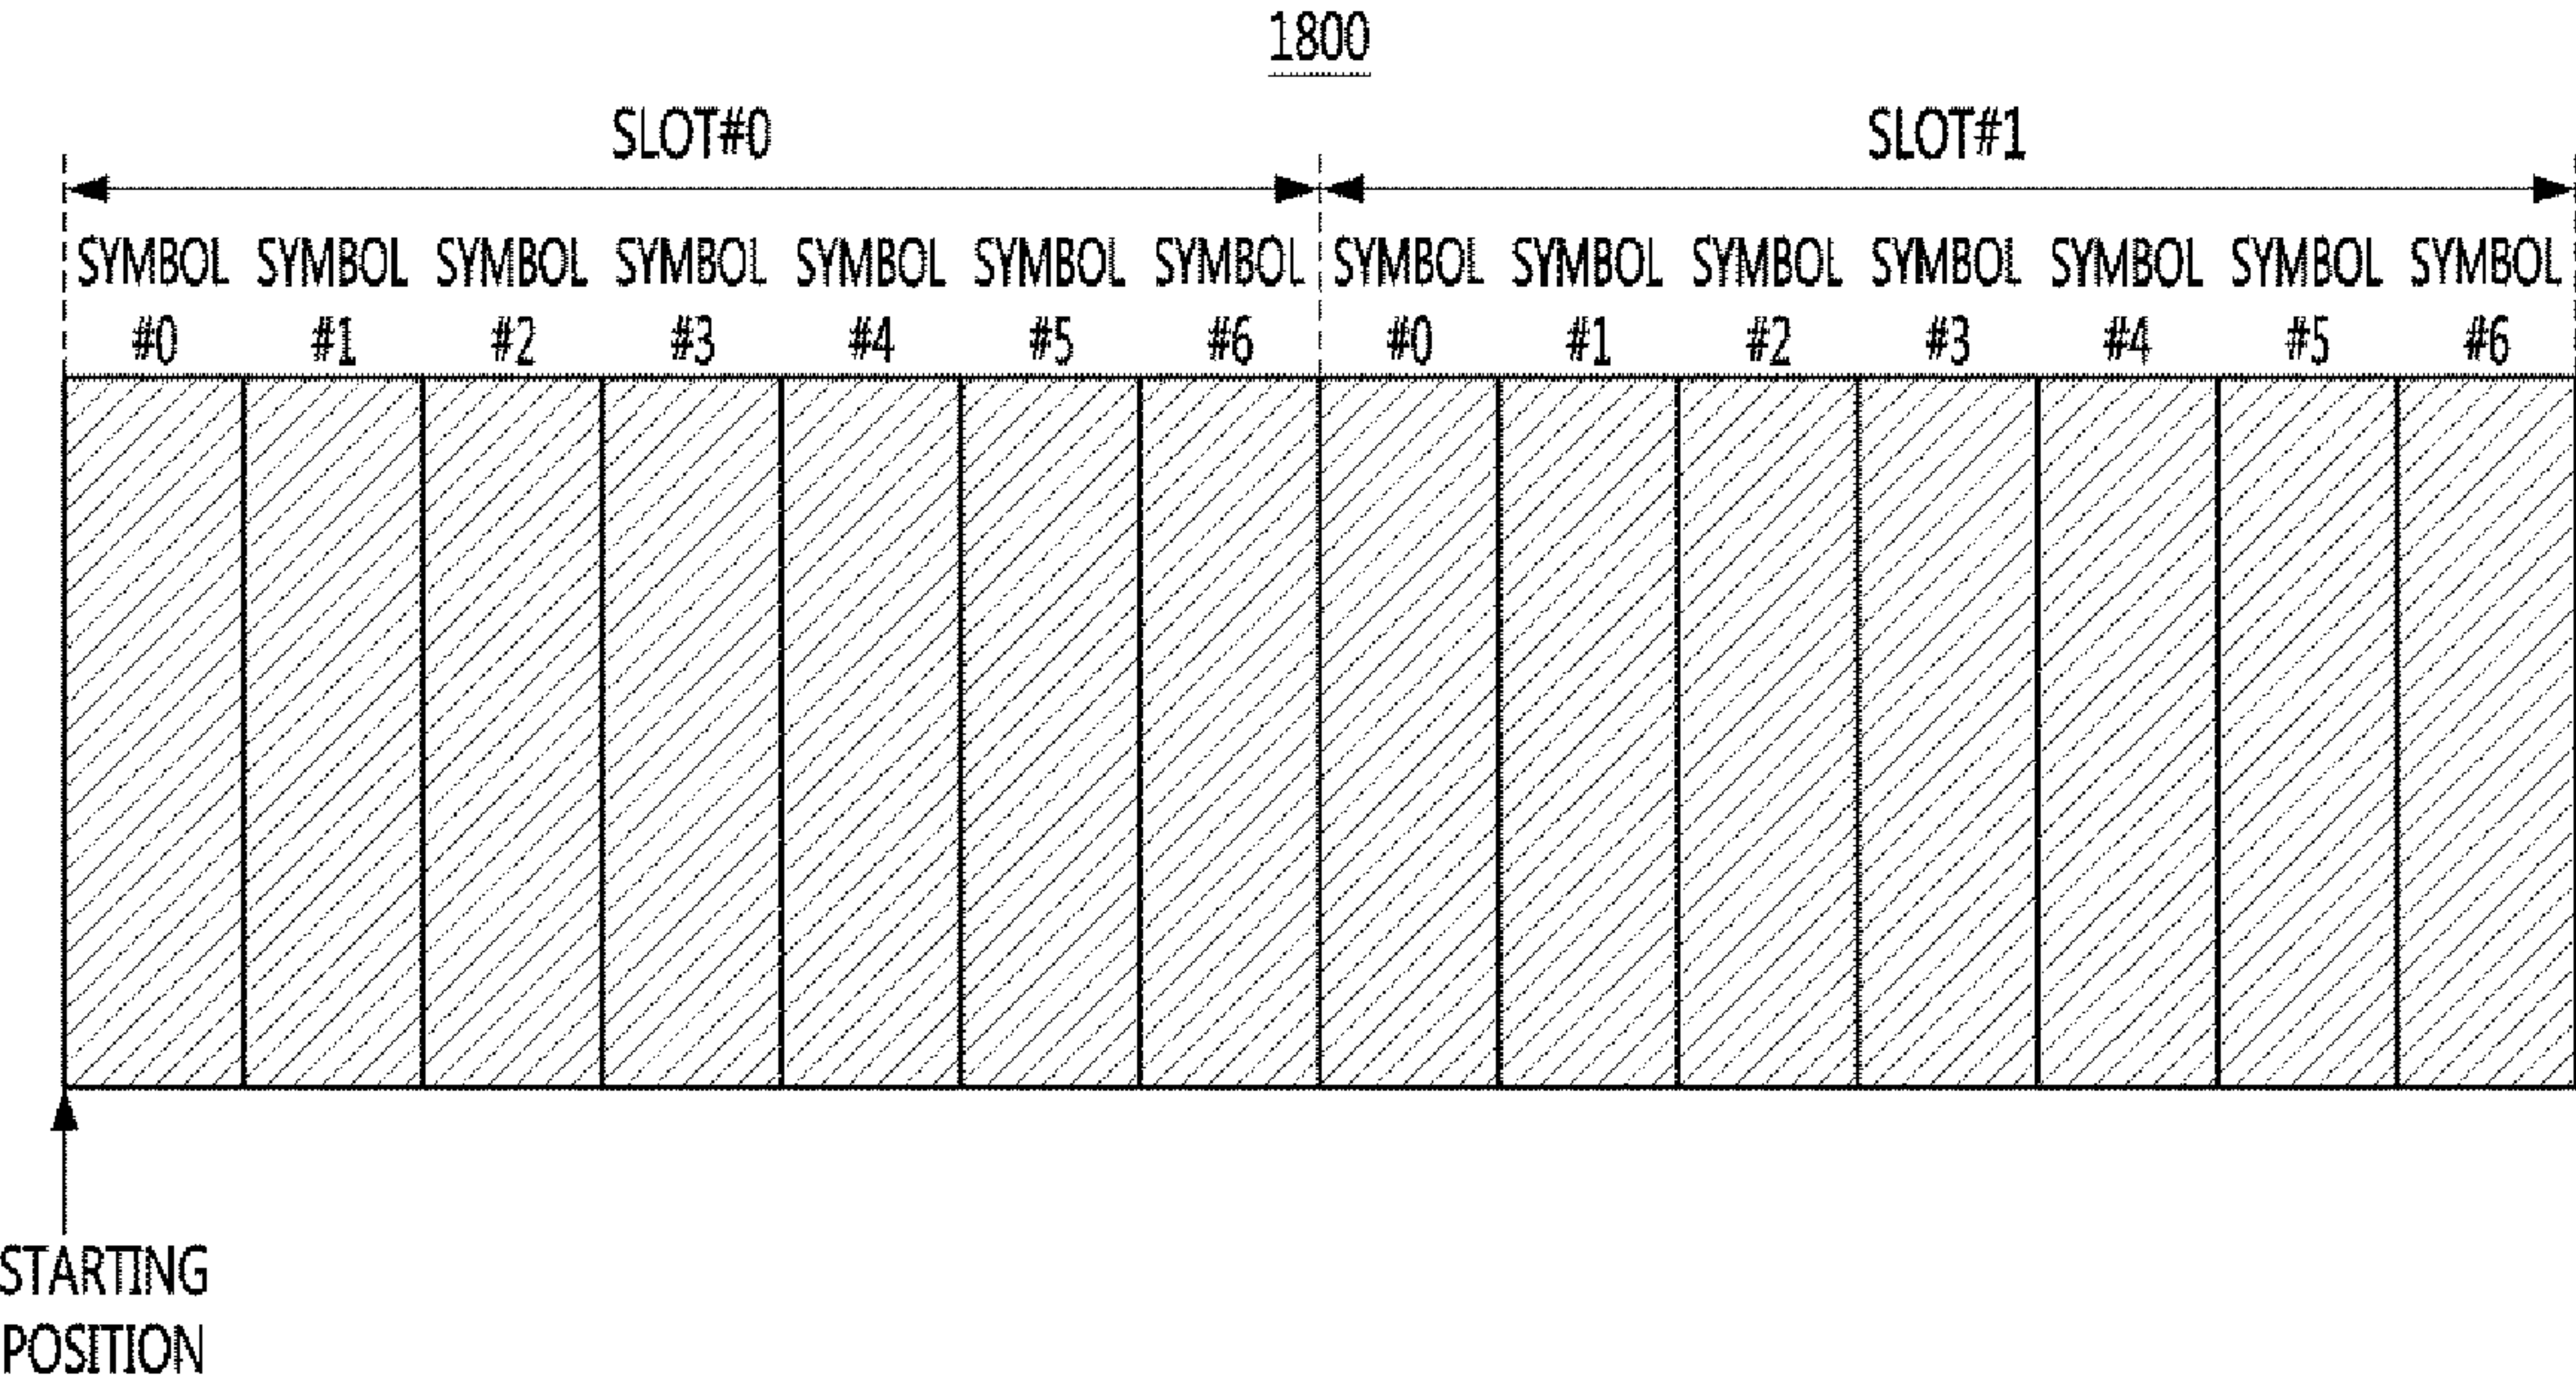 1800
SLOT#0 SLOT#1
SYMBOL SYMBOL SYMBOL SYMBOL SYMBOL SYMBOL SYMBOL SYMBOL SYMBOL SYMBOL SYMBOL SYMBOL SYMBOL SYMBOL
#0 #1 #2 #3 #4 #5 #6 #0 #1 #2 #3 #4 #5 #6
STARTING
POSITION